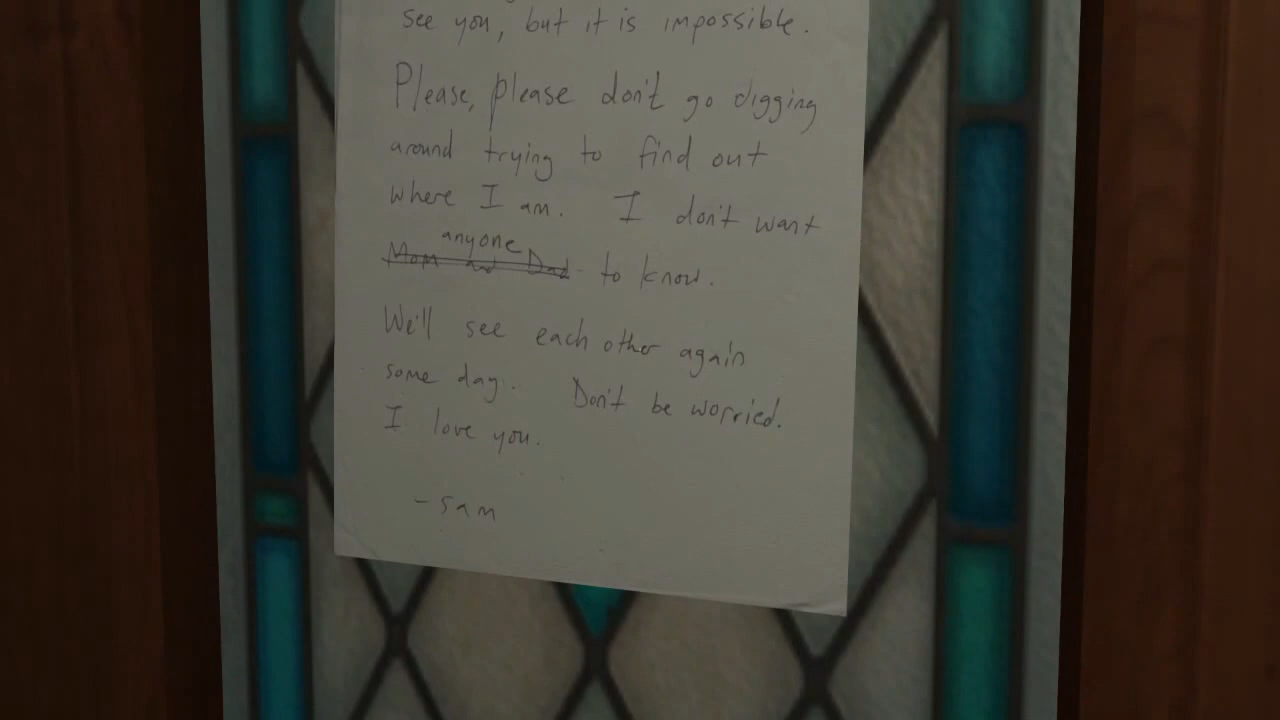 see you, but it is impossible.
Please, please don't go digging
around trying to find out
where I am. I don't want
anyone
Mom and Dad to know.
We'll see each other again
some day. Don't be worried.
I love you.
- Sam